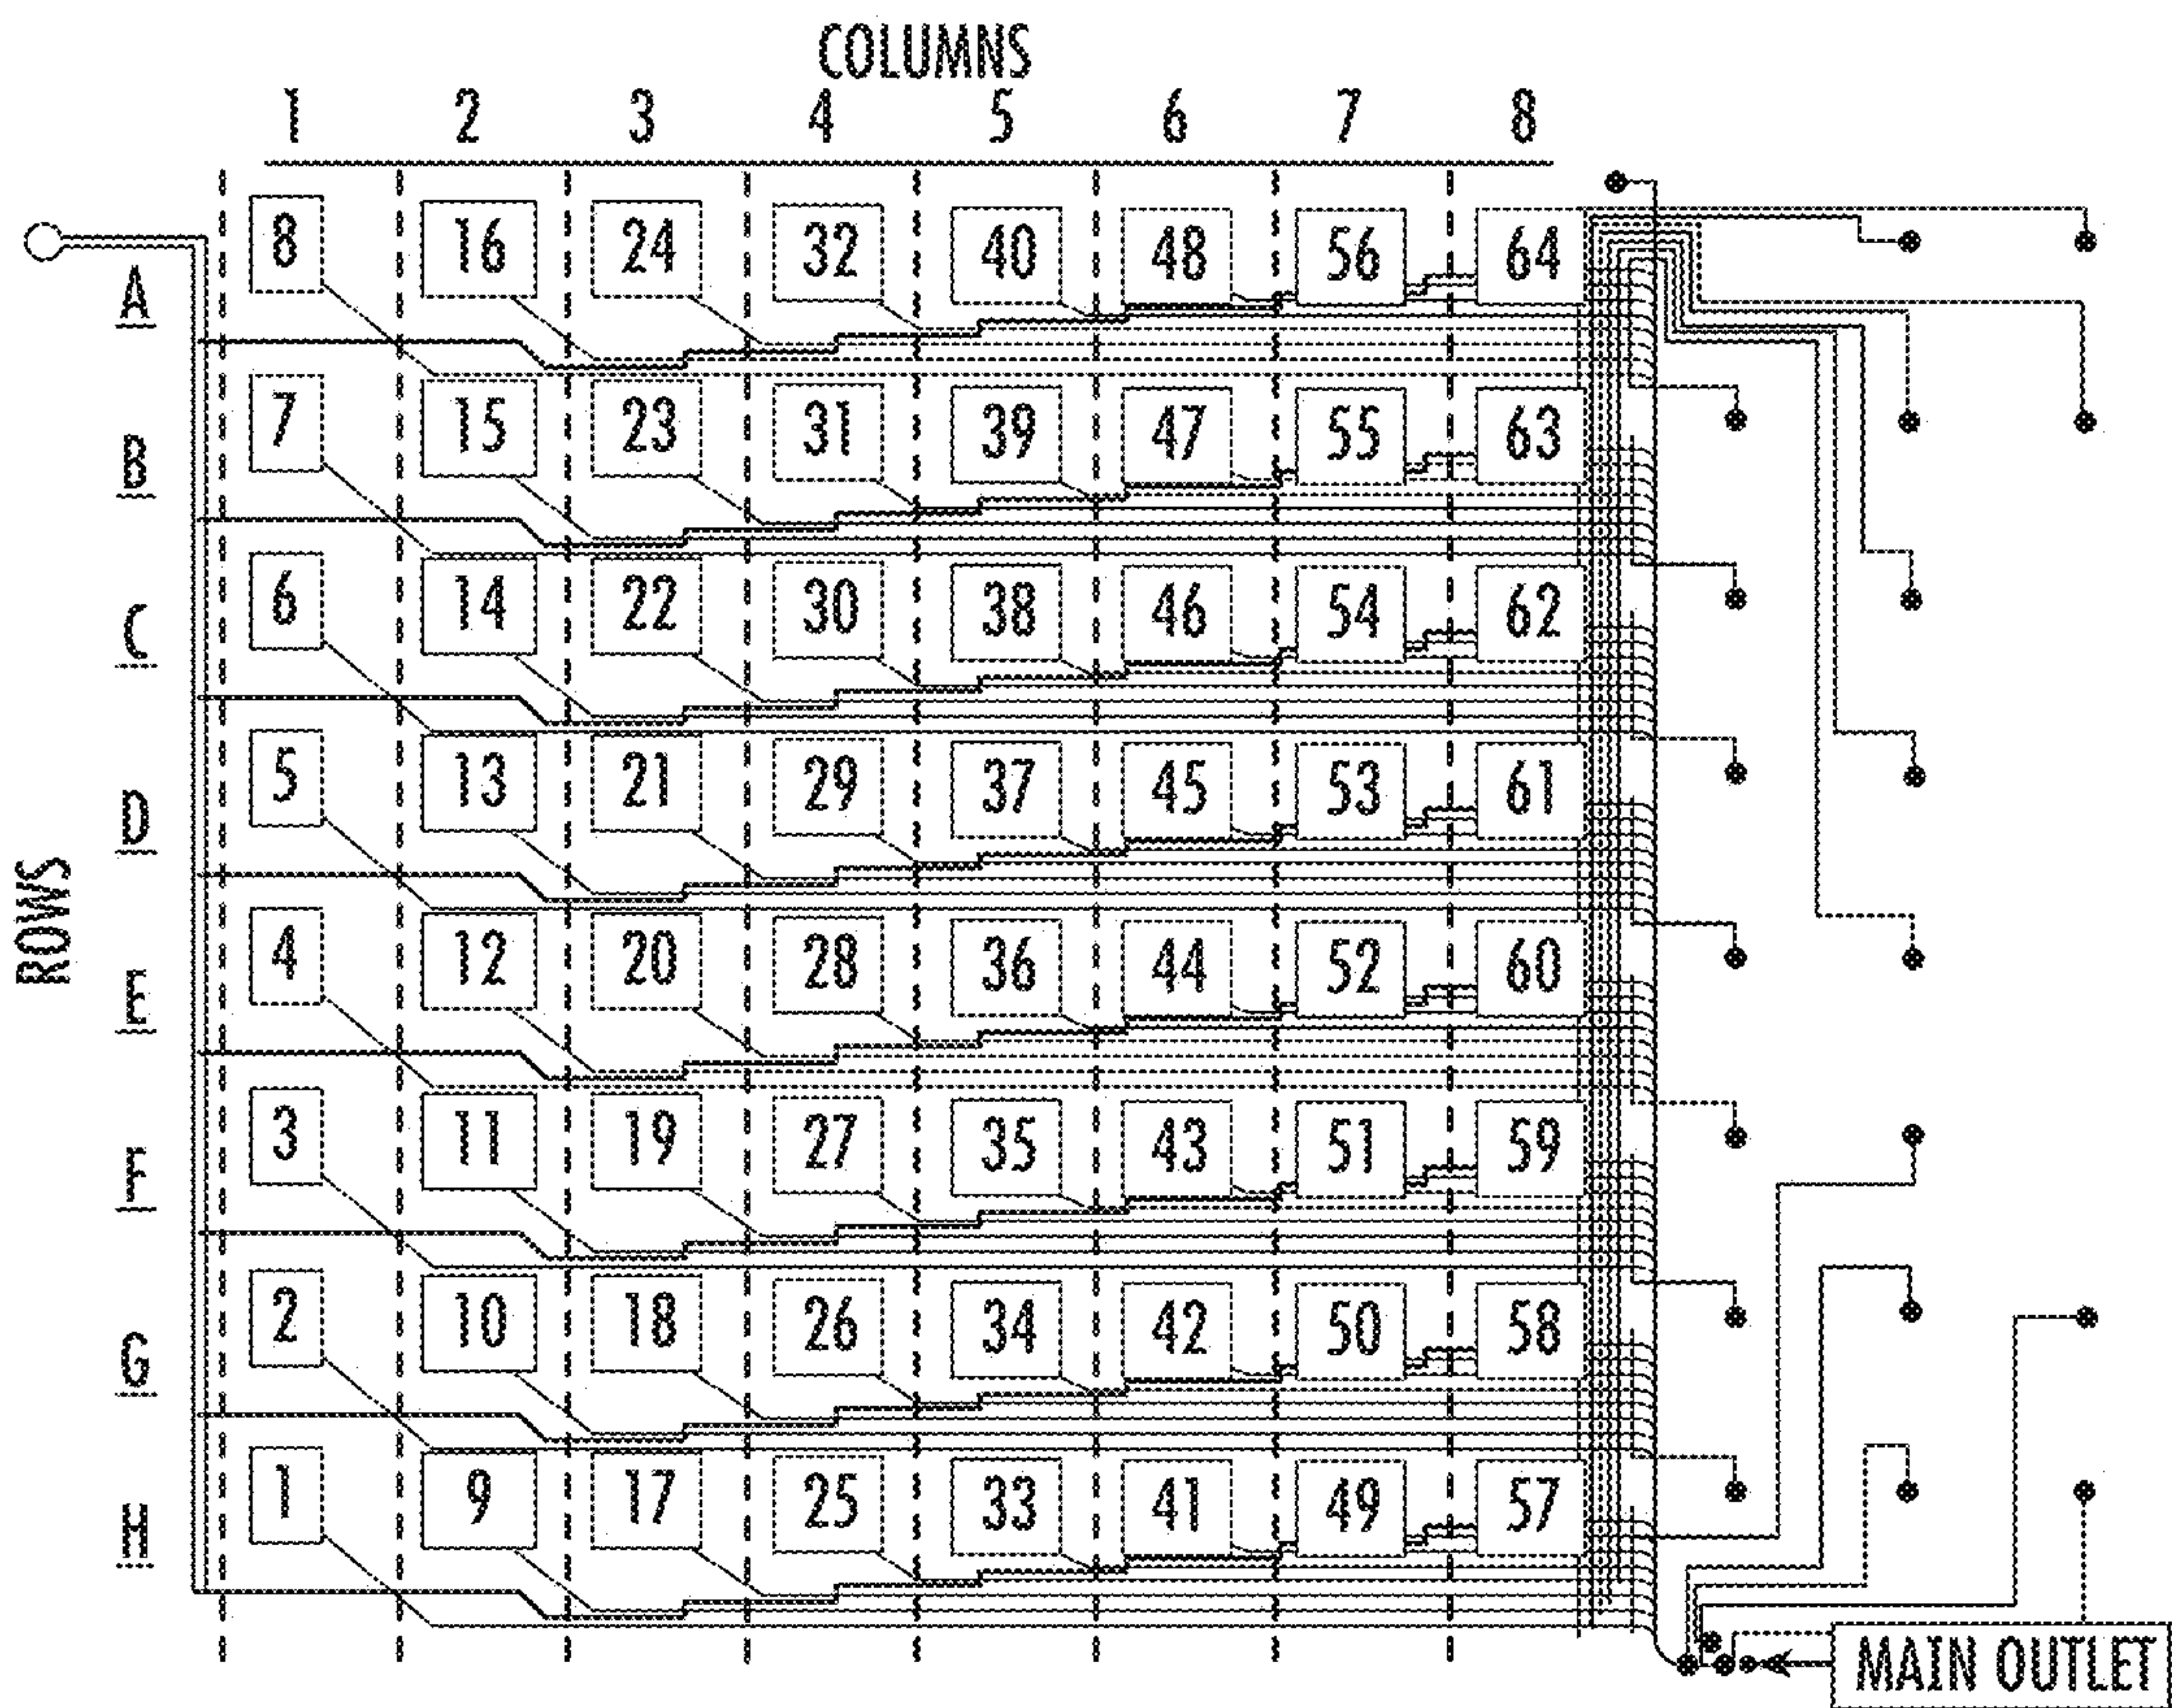 COLUMNS
1 2 3 4 5 6 7 8
A
8 16 24 32 40 48 56 64
B
7 15 23 31 39 47 55 63
C
6 14 22 30 38 46 54 62
D
5 13 21 29 37 45 53 61
ROWS
E
4 12 20 28 36 44 52 60
F
3 11 19 27 35 43 51 59
G
2 10 18 26 34 42 50 58
H
1 9 17 25 33 41 49 57
MAIN OUTLET